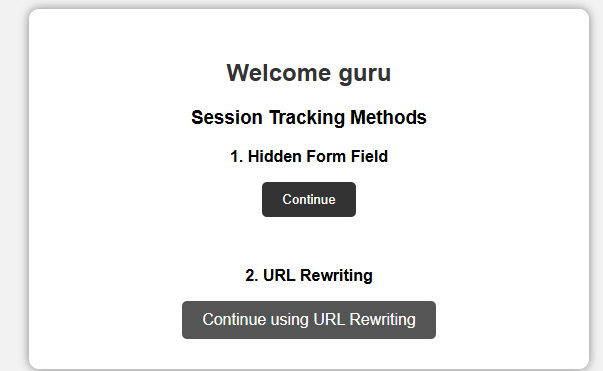 Welcome guru
Session Tracking Methods
1. Hidden Form Field
Continue
2. URL Rewriting
Continue using URL Rewriting